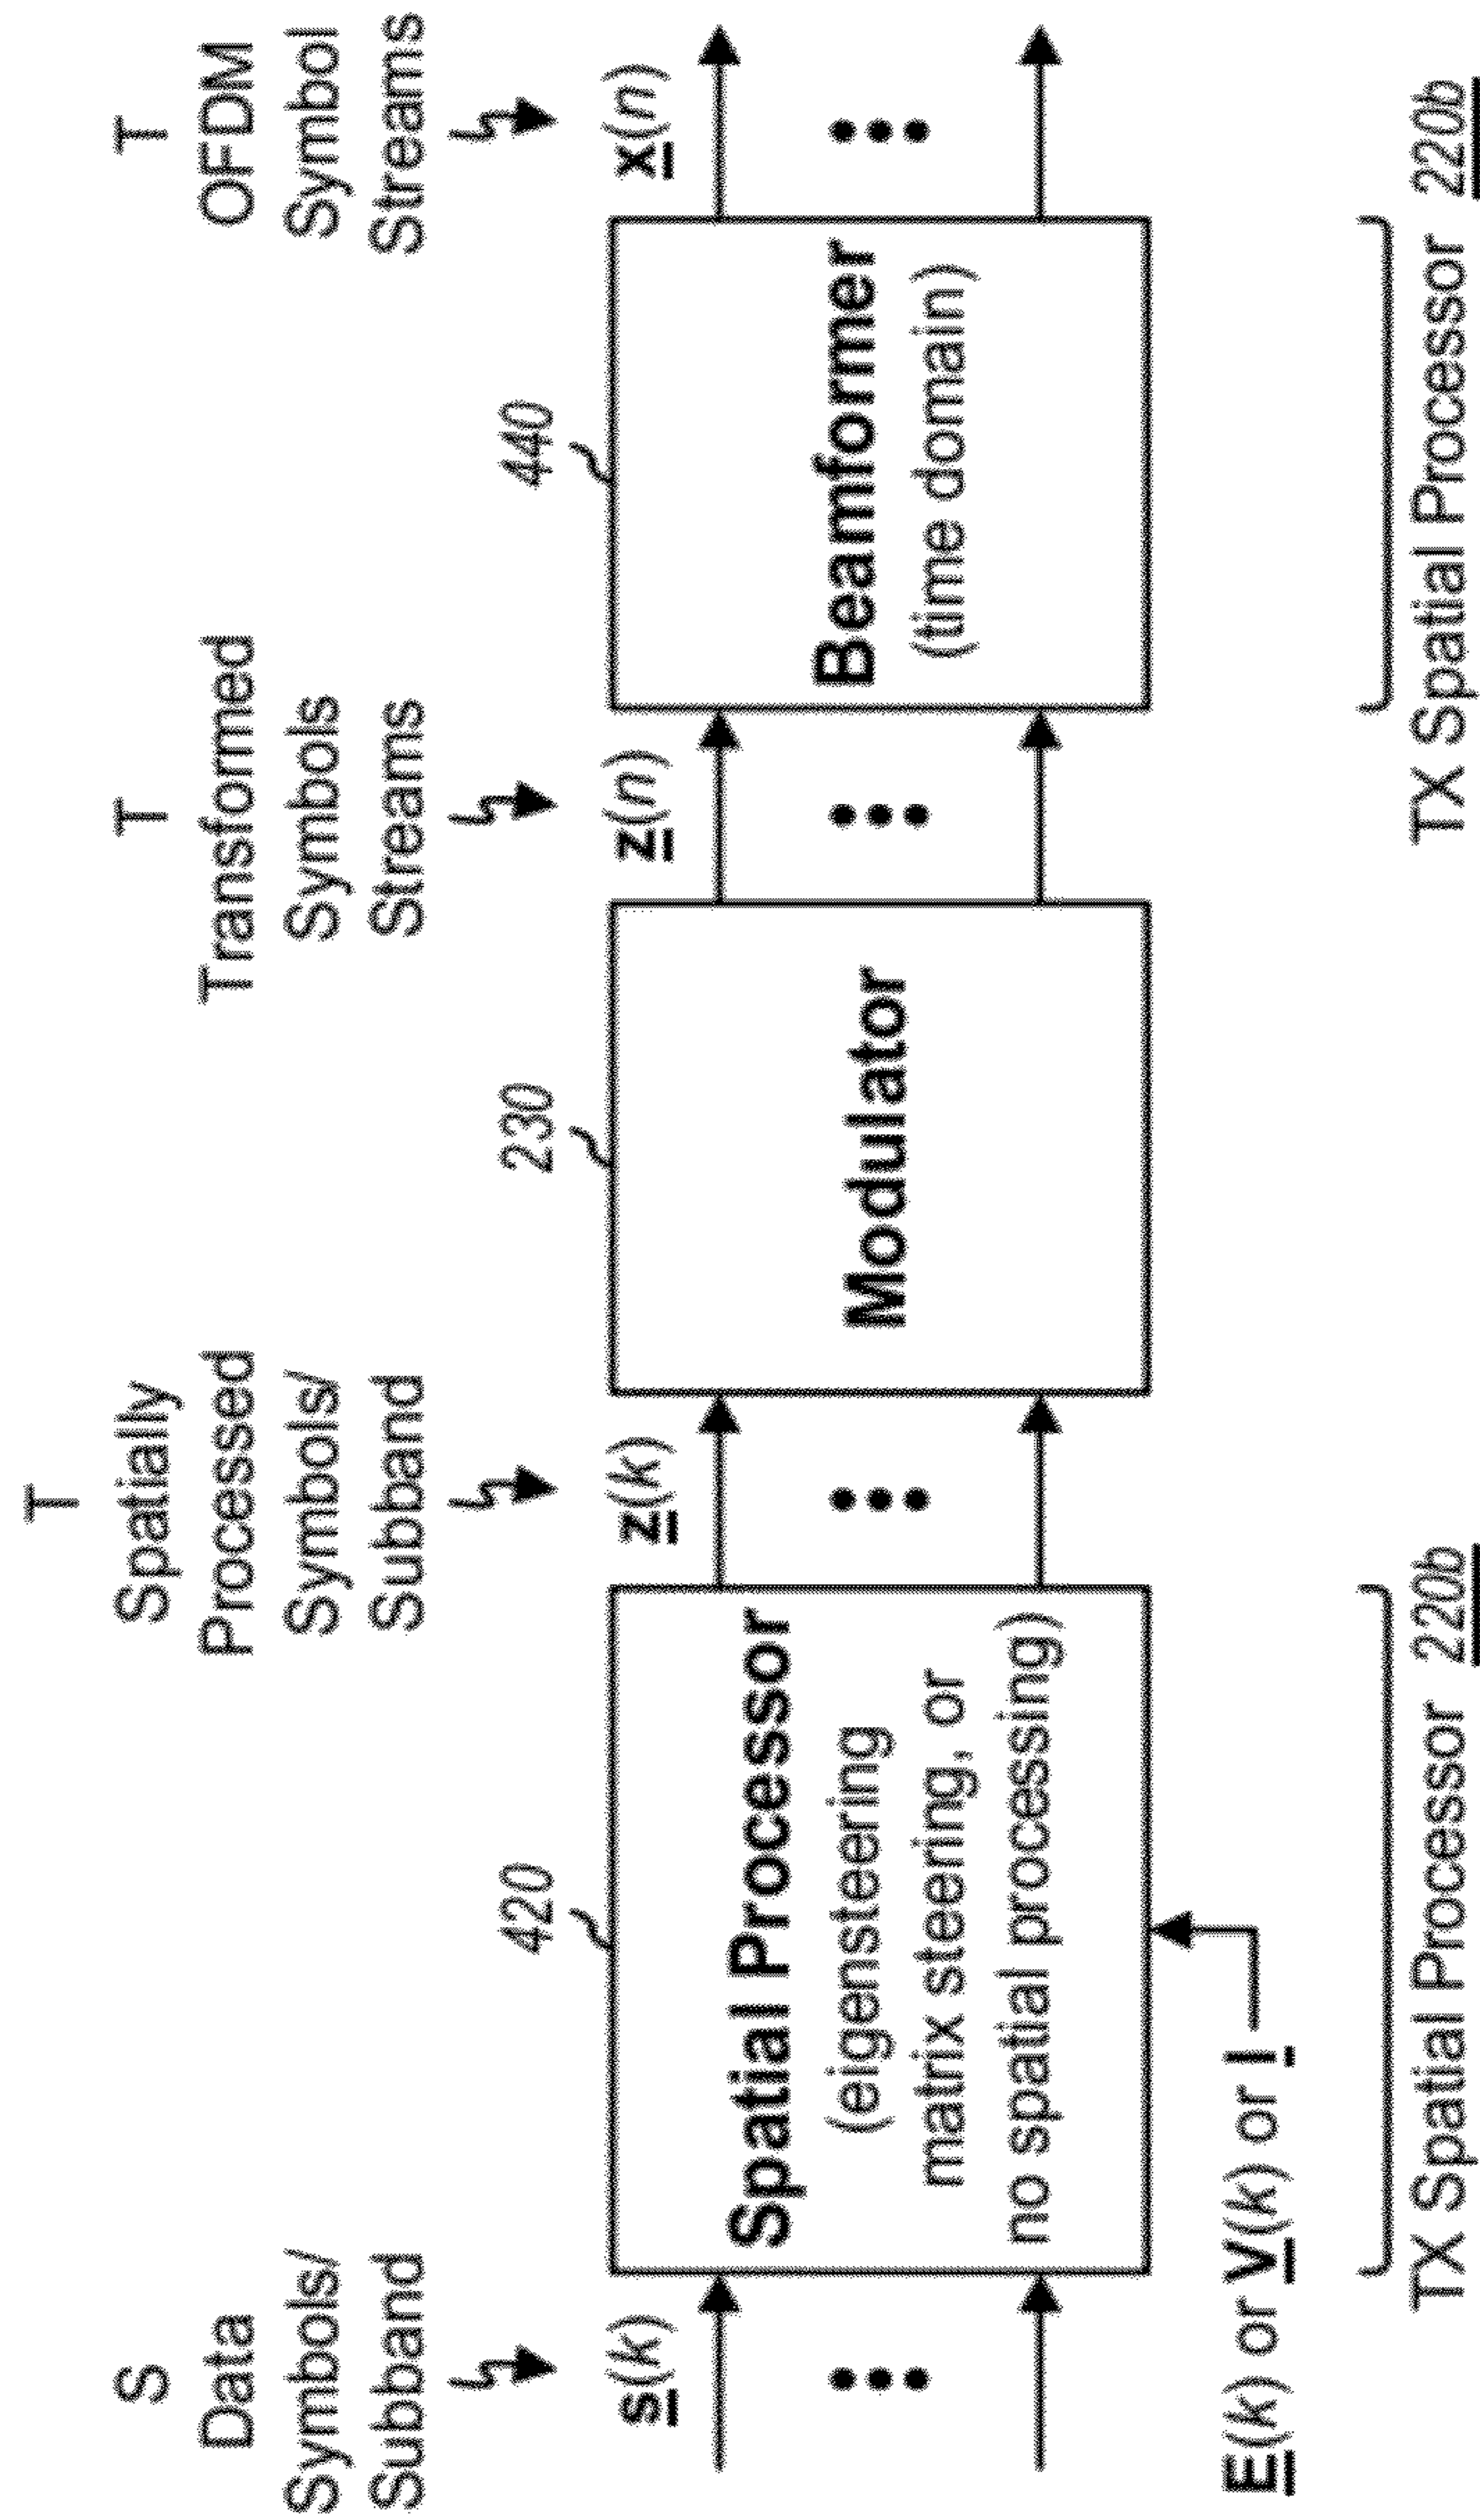 S
Data
Symbols/
Subband
s(k)
T
Spatially
Processed
Symbols/
Subband
z(k)
T
Transformed
Symbols
Streams
z(n)
T
OFDM
Symbol
Streams
x(n)
420
Spatial Processor
(eigensteering
matrix steering, or
no spatial processing)
230
Modulator
440
Beamformer
(time domain)
E(k) or V(k) or I
TX Spatial Processor 220b
TX Spatial Processor 220b